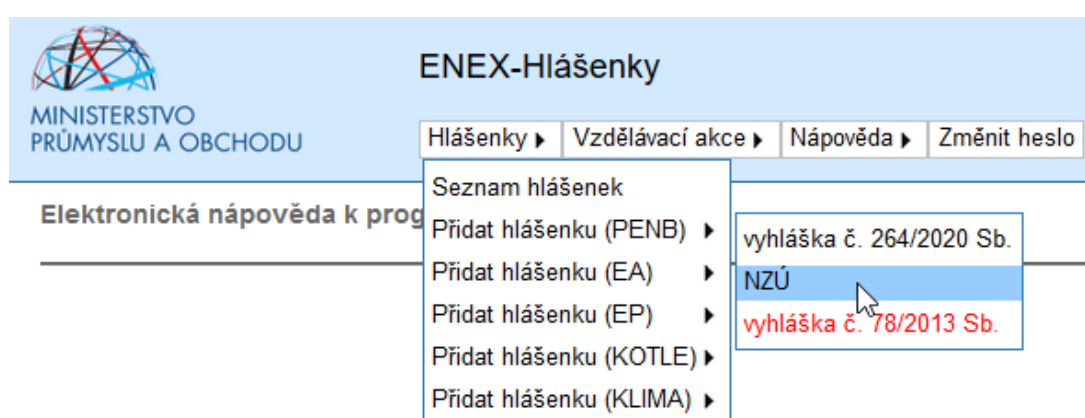 ENEX-Hlášenky
MINISTERSTVO
PRŮMYSLU A OBCHODU
Hlášenky Vzdělávací akce Nápověda Změnit heslo
Seznam hlášenek
Elektronická nápověda k prog
Přidat hlášenku (PENB)
vyhláška č. 264/2020 Sb.
Přidat hlášenku (EA)
NZÚ
Přidat hlášenku (EP)
vyhláška č. 78/2013 Sb.
Přidat hlášenku (KOTLE)
Přidat hlášenku (KLIMA)